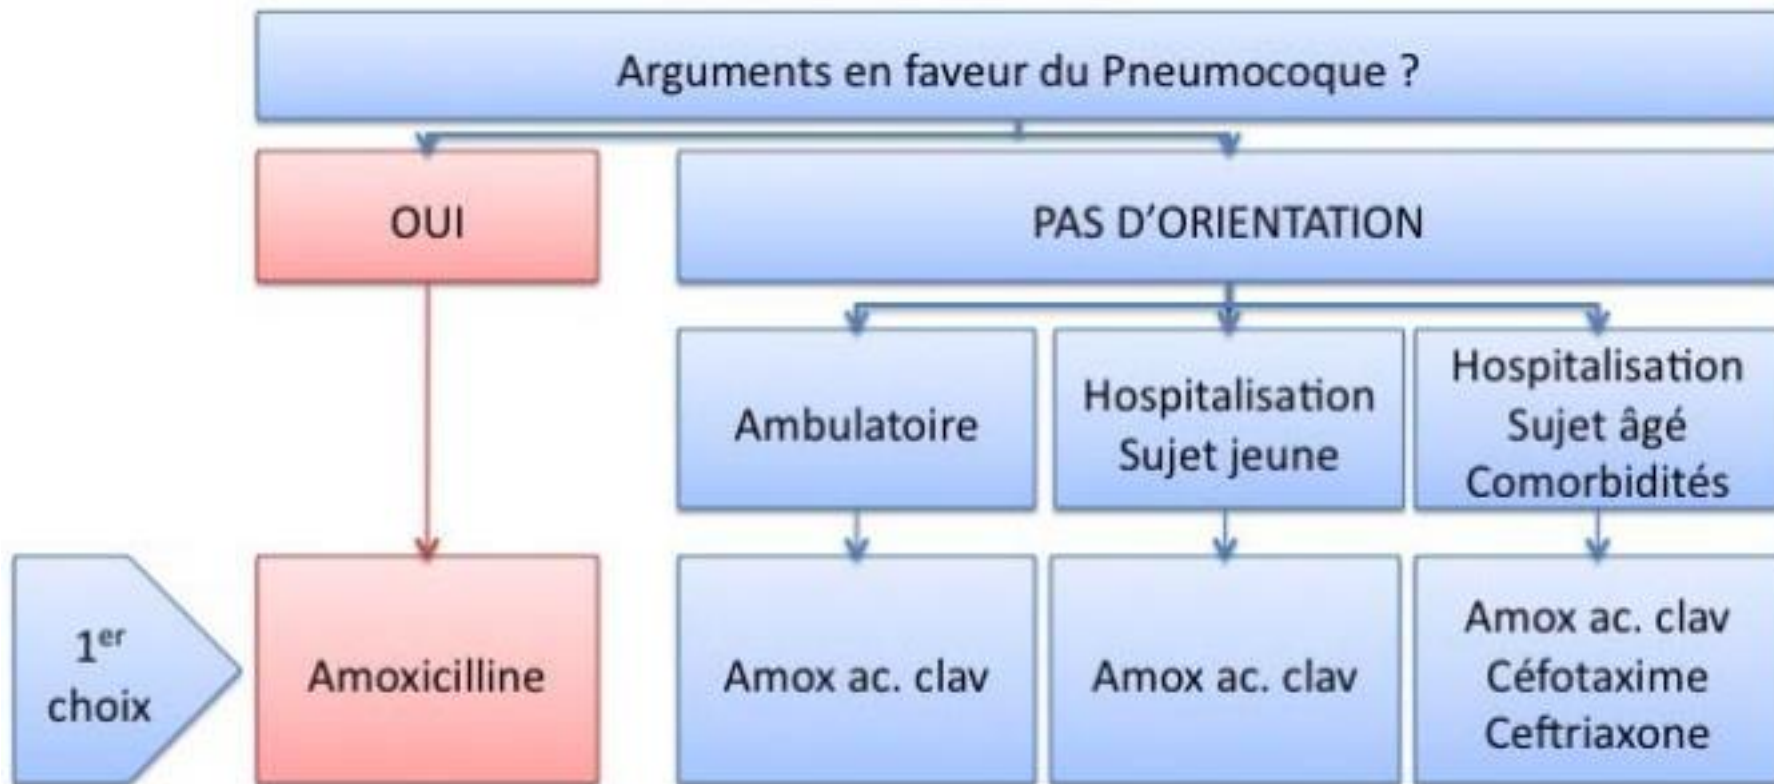 Arguments en faveur du Pneumocoque ?
OUI
PAS D'ORIENTATION
Ambulatoire
Hospitalisation
Sujet jeune
Hospitalisation
Sujet âgé
Comorbidités
1er
choix
Amoxicilline
Amox ac. clav
Amox ac. clav
Amox ac. clav
Céfotaxime
Ceftriaxone